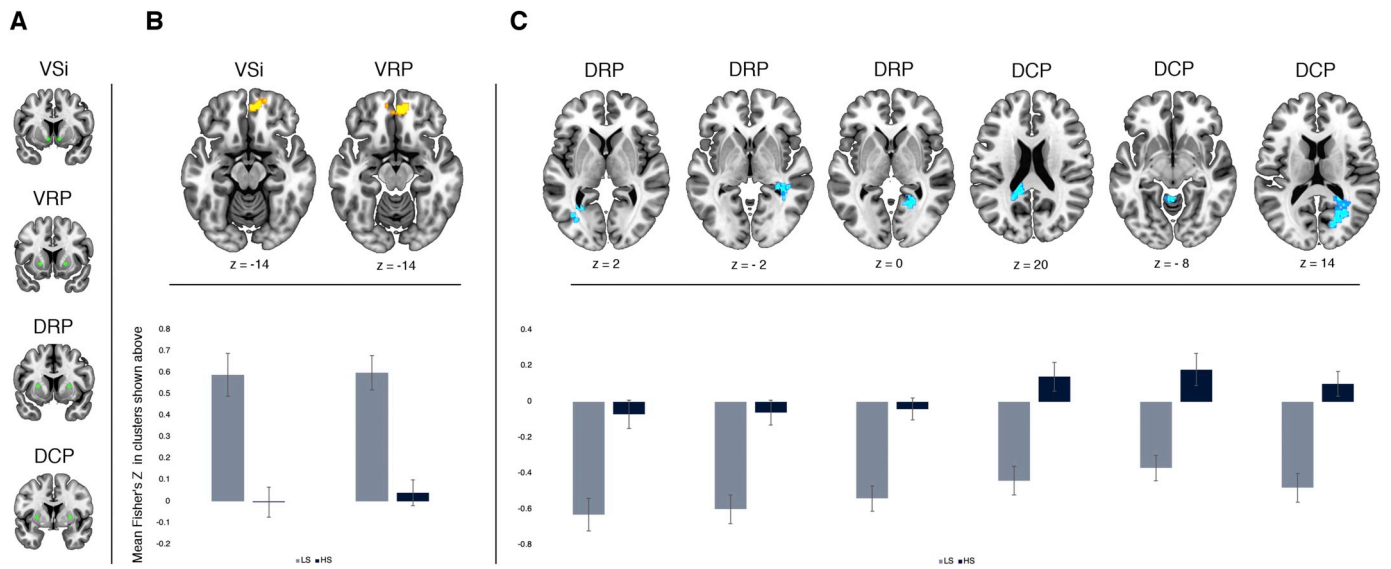 A
B
C
VSi
VRP
DRP
DCP
VSi
VRP
z = -14
z = -14
DRP
DRP
DRP
DCP
DCP
DCP
z = 2
z = - 2
z = 0
z = 20
z = - 8
z = 14
Mean Fisher's Z in clusters shown above
0.8
0.7
0.6
0.5
0.4
0.3
0.2
0.1
0
-0.1
-0.2
LS HS
0.4
0.2
0
-0.2
-0.4
-0.6
-0.8
LS HS